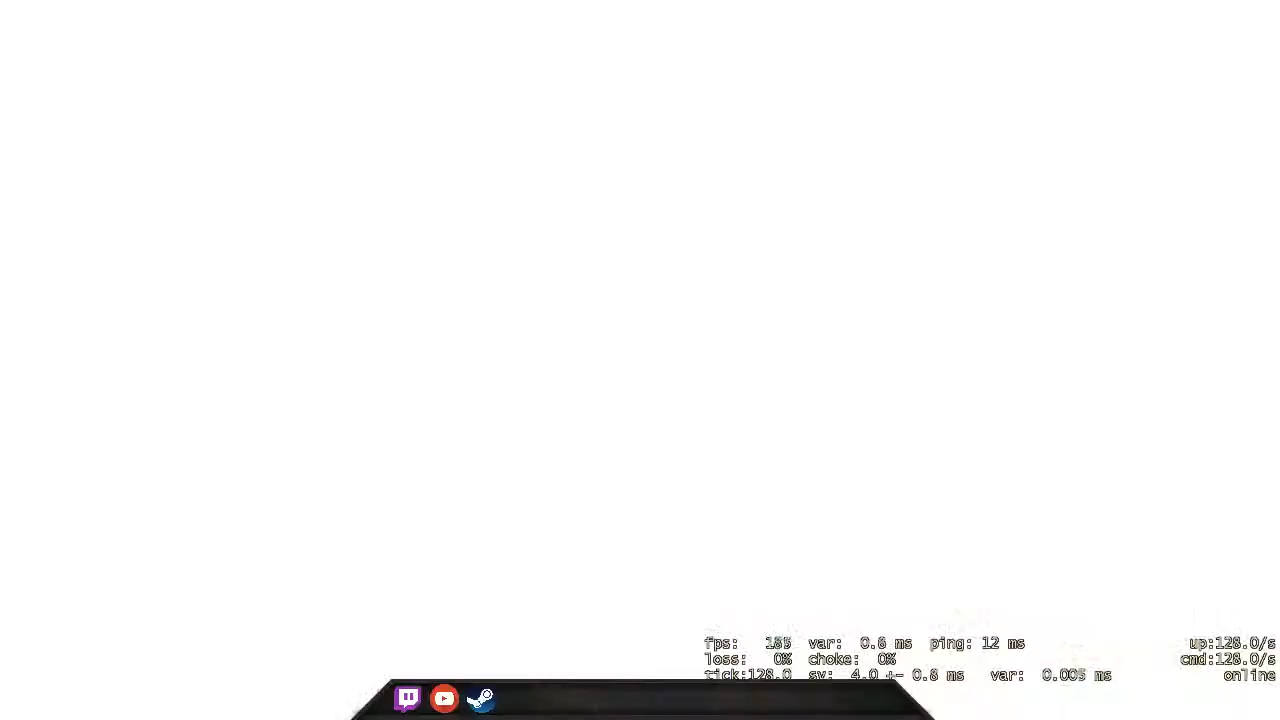 fps: 185 var: 0.6 ms ping: 12 ms up:128.0/s
loss: 0% choke: 0% cmd:128.0/s
tick:128.0 sv: 4.0 +- 0.8 ms var: 0.005 ms online